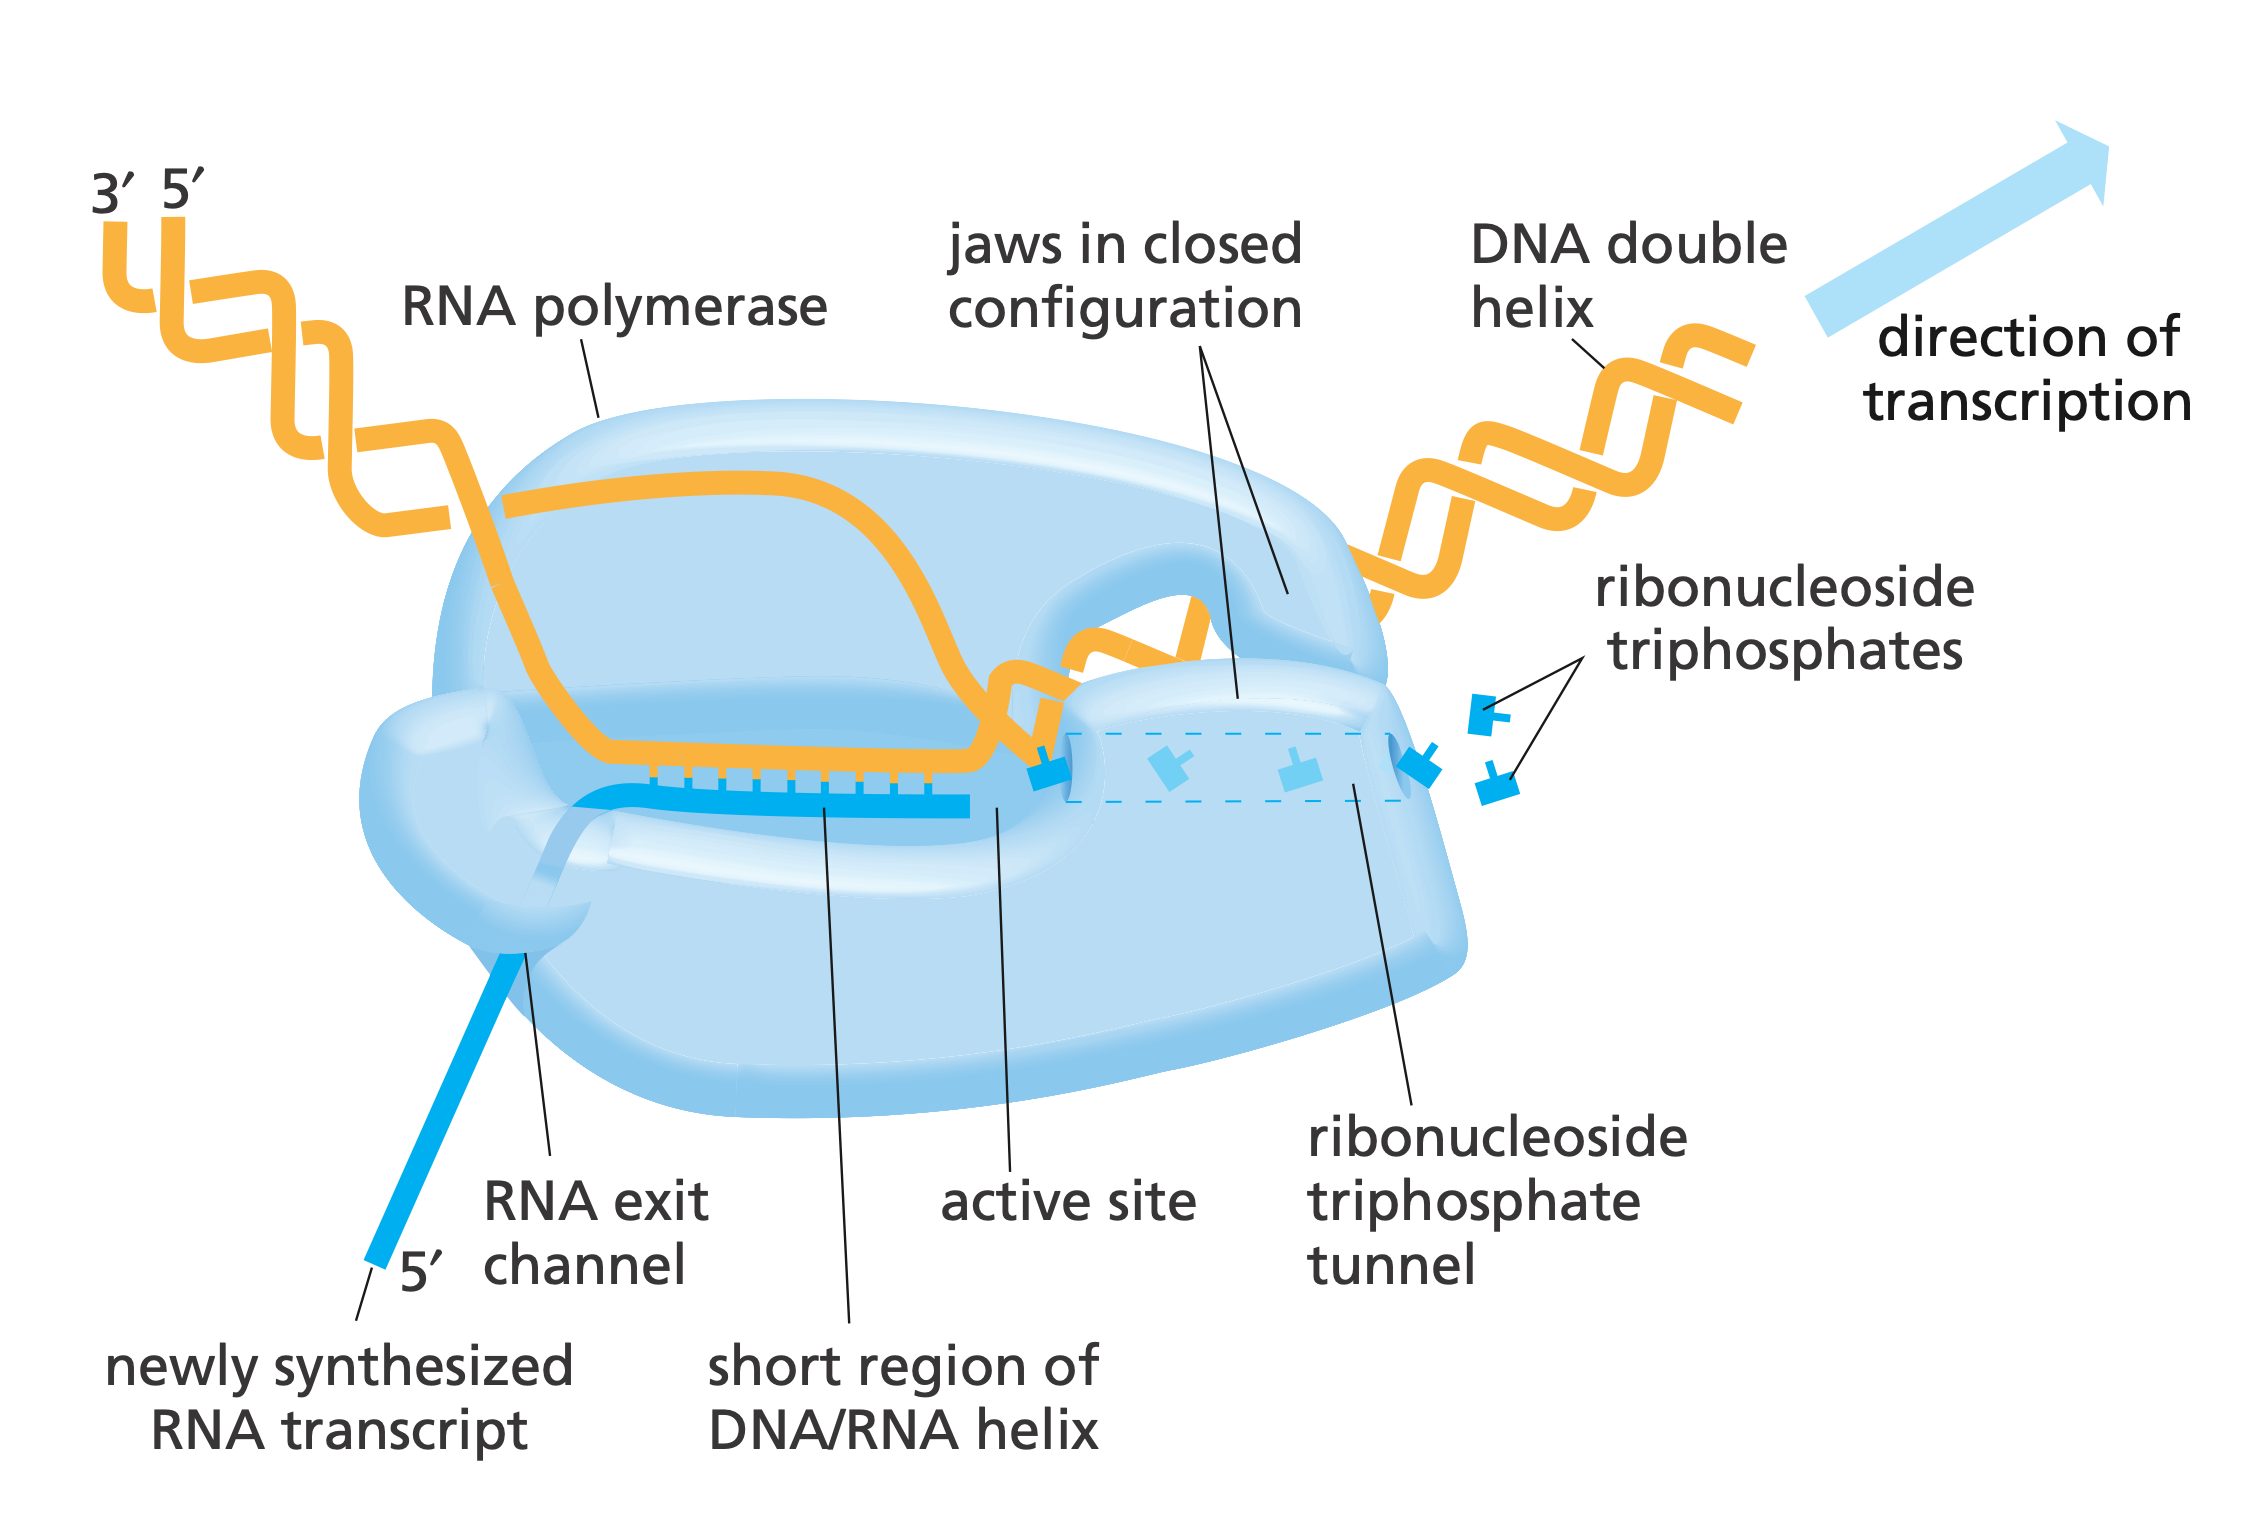 3′ 5′
RNA polymerase
jaws in closed
configuration
DNA double
helix
direction of
transcription
ribonucleoside
triphosphates
RNA exit
channel
active site
ribonucleoside
triphosphate
tunnel
5′
newly synthesized
RNA transcript
short region of
DNA/RNA helix